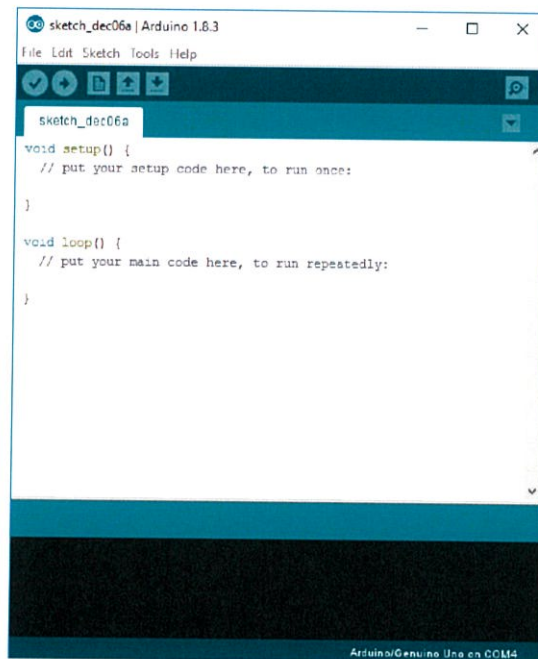 sketch_dec06a | Arduino 1.8.3
File Edit Sketch Tools Help
sketch_dec06a
void setup() {
// put your setup code here, to run once:
}
void loop() {
// put your main code here, to run repeatedly:
}
Arduino/Genuino Uno on COM4